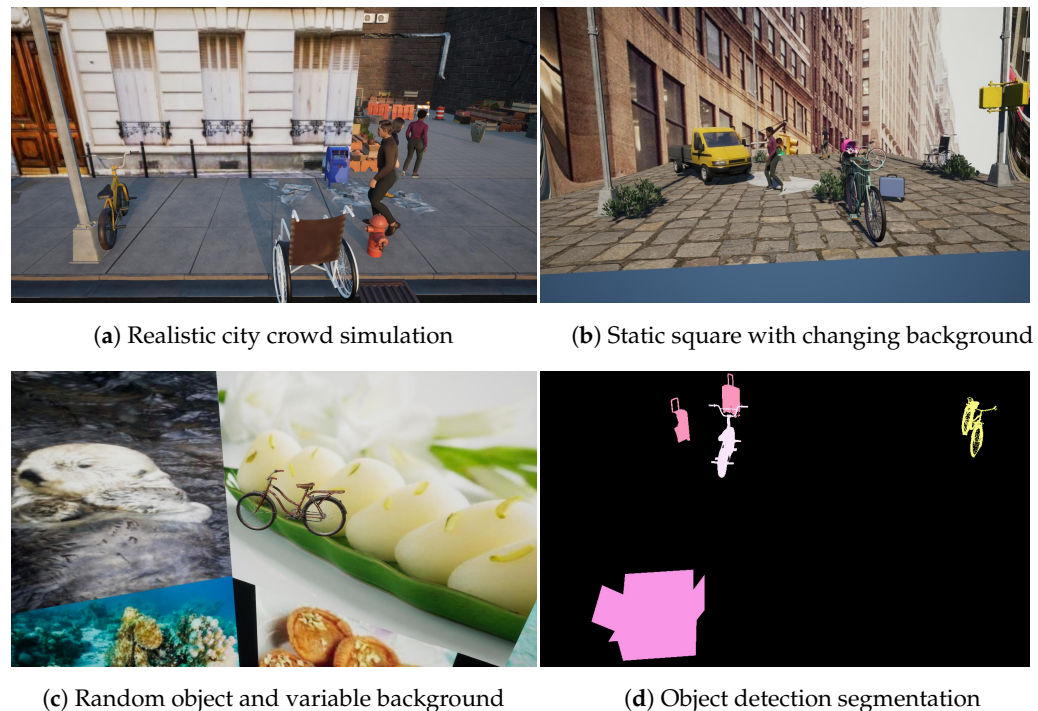 (a) Realistic city crowd simulation
(b) Static square with changing background
(c) Random object and variable background
(d) Object detection segmentation